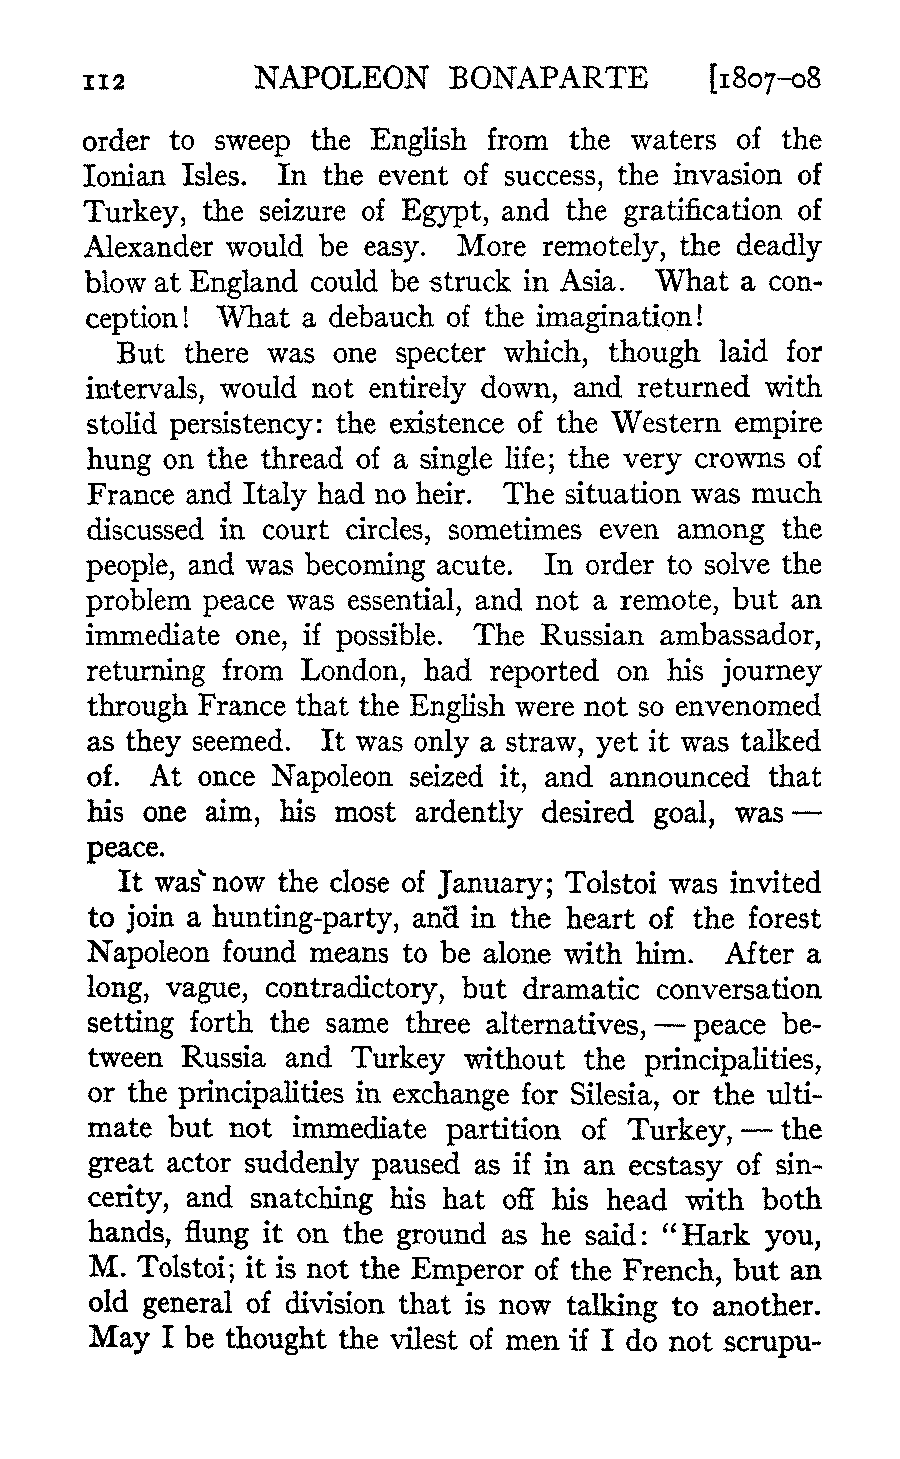 112 NAPOLEON BONAPARTE [1807–08
order to sweep the English from the waters of the
Ionian Isles. In the event of success, the invasion of
Turkey, the seizure of Egypt, and the gratification of
Alexander would be easy. More remotely, the deadly
blow at England could be struck in Asia. What a con-
ception! What a debauch of the imagination!
But there was one specter which, though laid for
intervals, would not entirely down, and returned with
stolid persistency: the existence of the Western empire
hung on the thread of a single life; the very crowns of
France and Italy had no heir. The situation was much
discussed in court circles, sometimes even among the
people, and was becoming acute. In order to solve the
problem peace was essential, and not a remote, but an
immediate one, if possible. The Russian ambassador,
returning from London, had reported on his journey
through France that the English were not so envenomed
as they seemed. It was only a straw, yet it was talked
of. At once Napoleon seized it, and announced that
his one aim, his most ardently desired goal, was —
peace.
It was now the close of January; Tolstoi was invited
to join a hunting-party, and in the heart of the forest
Napoleon found means to be alone with him. After a
long, vague, contradictory, but dramatic conversation
setting forth the same three alternatives, — peace be-
tween Russia and Turkey without the principalities,
or the principalities in exchange for Silesia, or the ulti-
mate but not immediate partition of Turkey, — the
great actor suddenly paused as if in an ecstasy of sin-
cerity, and snatching his hat off his head with both
hands, flung it on the ground as he said: "Hark you,
M. Tolstoi; it is not the Emperor of the French, but an
old general of division that is now talking to another.
May I be thought the vilest of men if I do not scrupu-